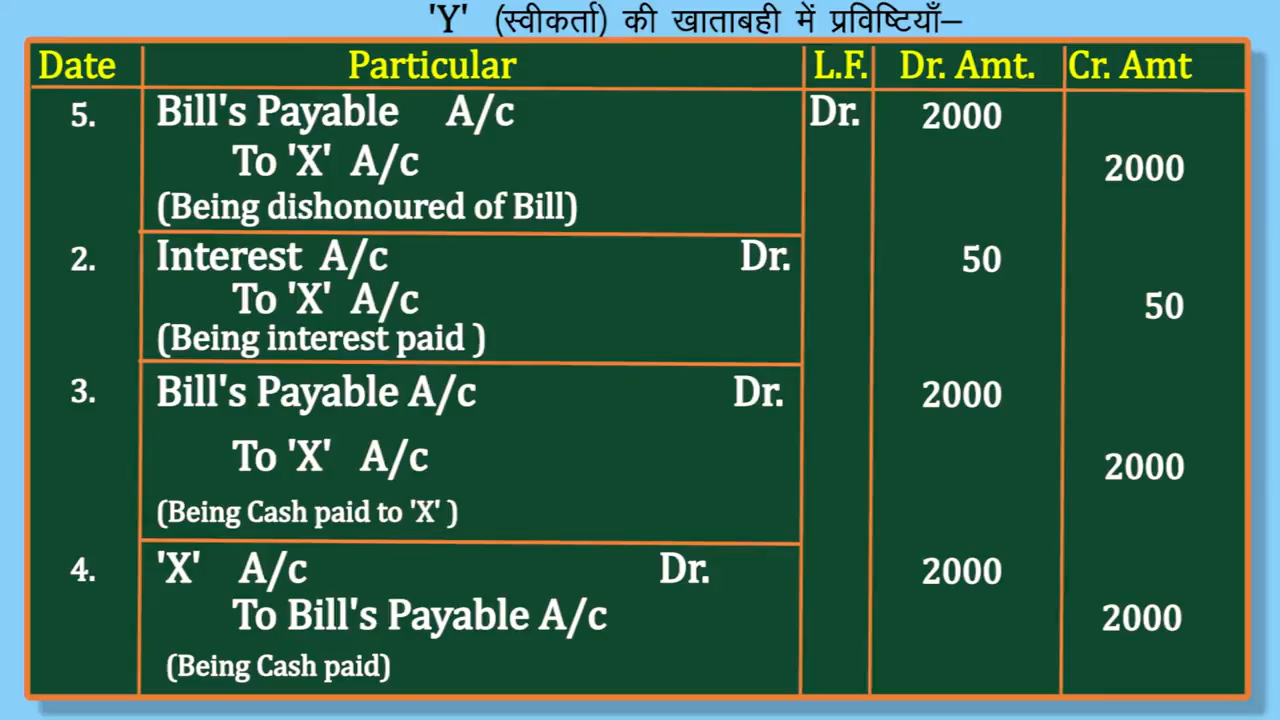 'Y' (स्वीकर्ता) की खाताबही में प्रविष्टियाँ–
Date Particular L.F. Dr. Amt. Cr. Amt
5. Bill's Payable A/c Dr. 2000
To 'X' A/c 2000
(Being dishonoured of Bill)
2. Interest A/c Dr. 50
To 'X' A/c 50
(Being interest paid )
3. Bill's Payable A/c Dr. 2000
To 'X' A/c 2000
(Being Cash paid to 'X' )
4. 'X' A/c Dr. 2000
To Bill's Payable A/c 2000
(Being Cash paid)